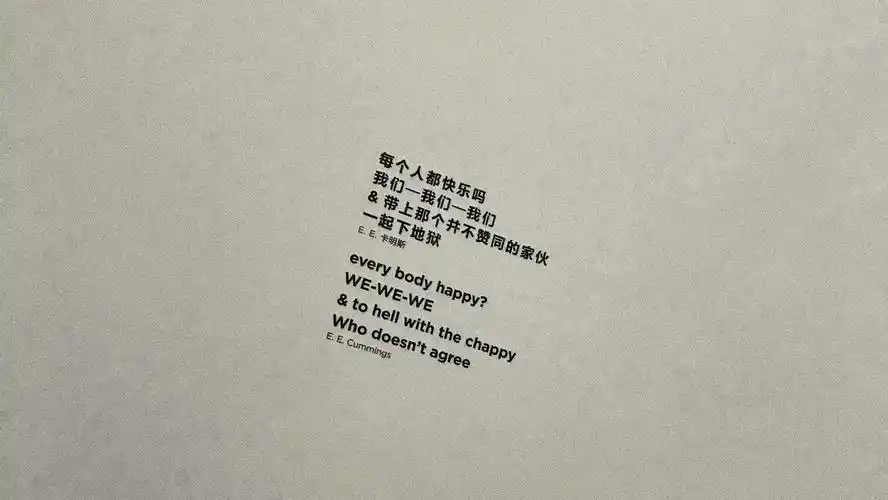 每个人都快乐吗
我们—我们—我们
& 带上那个并不赞同的家伙
一起下地狱
E. E. 卡明斯
every body happy?
WE-WE-WE
& to hell with the chappy
Who doesn't agree
E. E. Cummings